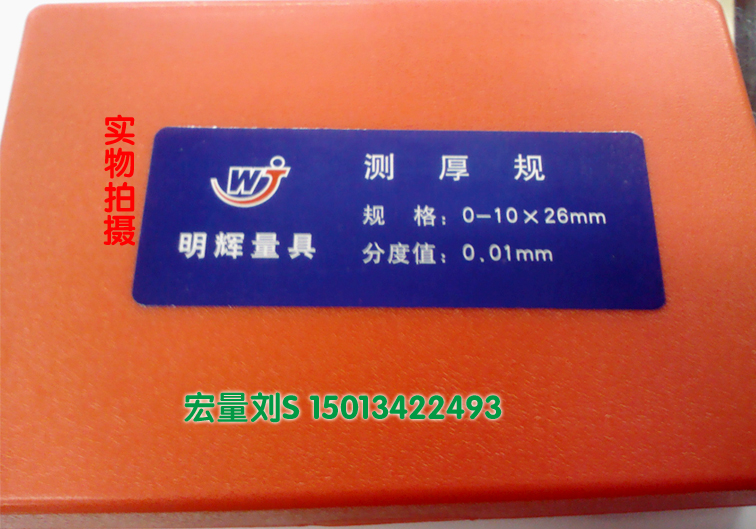 实物拍摄
WJ
明辉量具
测厚规
规格：0-10×26mm
分度值：0.01mm
宏量刘S 15013422493